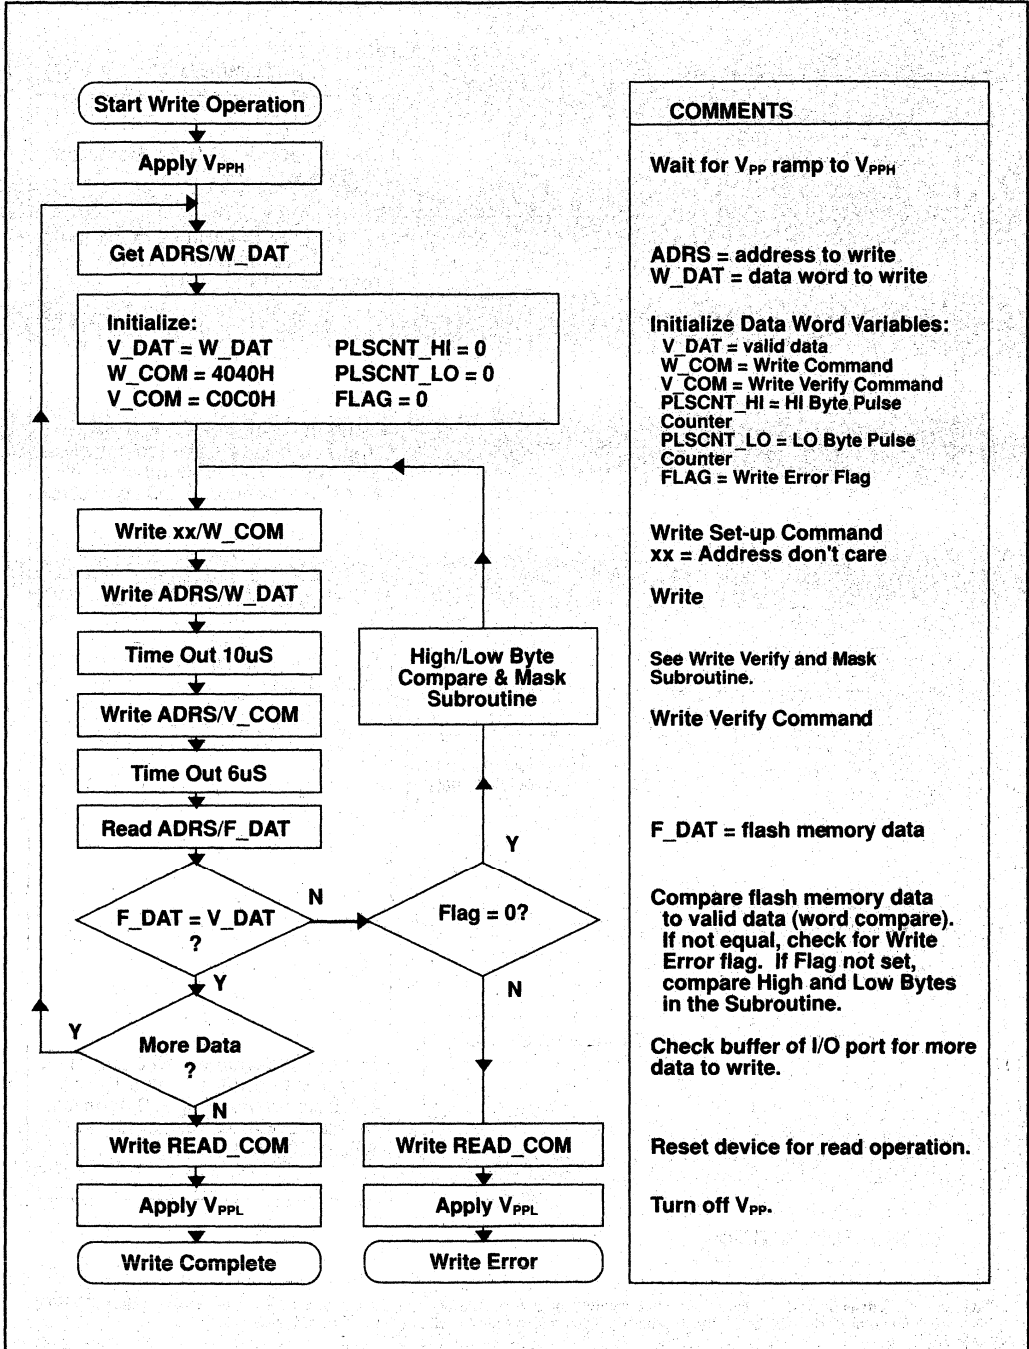 Start Write Operation
Apply VPPH
Get ADRS/W_DAT
Initialize:
V_DAT = W_DAT PLSCNT_HI = 0
W_COM = 4040H PLSCNT_LO = 0
V_COM = C0C0H FLAG = 0
Write xx/W_COM
Write ADRS/W_DAT
Time Out 10uS
Write ADRS/V_COM
Time Out 6uS
Read ADRS/F_DAT
F_DAT = V_DAT
?
N
Y
More Data
?
Y
N
Write READ_COM
Apply VPPL
Write Complete
High/Low Byte
Compare & Mask
Subroutine
Y
Flag = 0?
N
Write READ_COM
Apply VPPL
Write Error
COMMENTS
Wait for VPP ramp to VPPH
ADRS = address to write
W_DAT = data word to write
Initialize Data Word Variables:
V_DAT = valid data
W_COM = Write Command
V_COM = Write Verify Command
PLSCNT_HI = HI Byte Pulse
Counter
PLSCNT_LO = LO Byte Pulse
Counter
FLAG = Write Error Flag
Write Set-up Command
xx = Address don't care
Write
See Write Verify and Mask
Subroutine.
Write Verify Command
F_DAT = flash memory data
Compare flash memory data
to valid data (word compare).
If not equal, check for Write
Error flag. If Flag not set,
compare High and Low Bytes
in the Subroutine.
Check buffer of I/O port for more
data to write.
Reset device for read operation.
Turn off VPP.